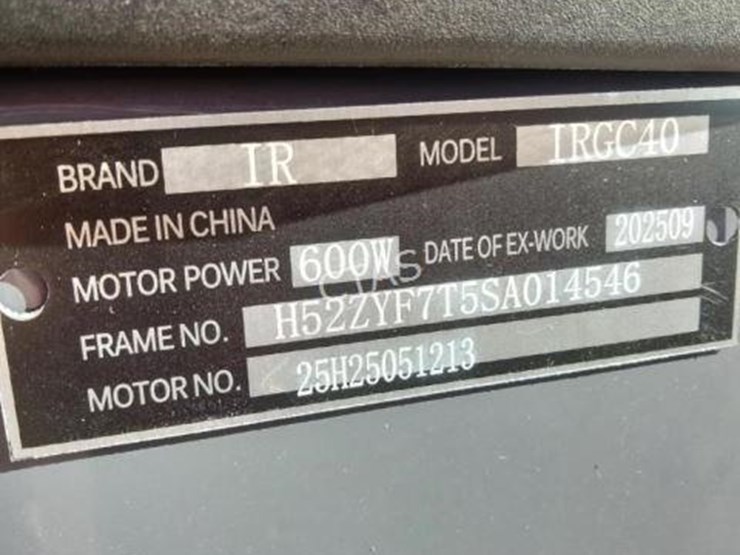 BRAND IR MODEL IRGC40
MADE IN CHINA
MOTOR POWER 600W DATE OF EX-WORK 202509
FRAME NO. H52ZYF7T5SA014546
MOTOR NO. 25H25051213
CIAS